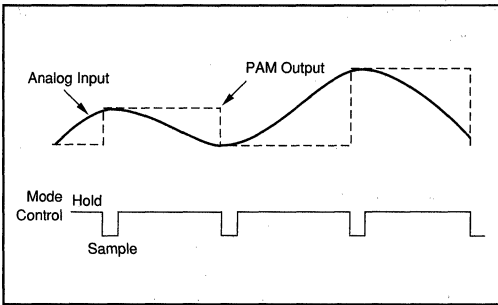 PAM Output
Analog Input
Mode Hold
Control
Sample